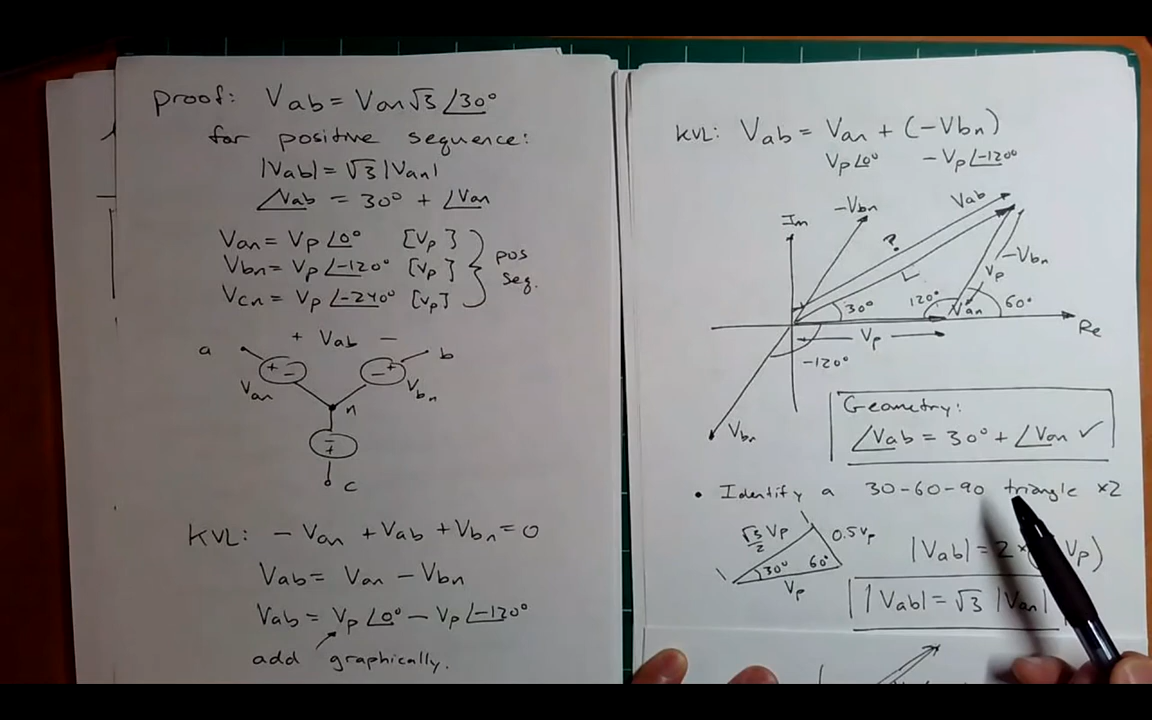 proof: Vab = Van √3 ∠30°
for positive sequence:
|Vab| = √3 |Van|
∠Vab = 30° + ∠Van
Van = Vp ∠0° [Vp]
Vbn = Vp ∠-120° [Vp]
Vcn = Vp ∠-240° [Vp]
pos
seq.
+ Vab -
a
b
+ -
- +
Van
Vbn
n
-
+
c
KVL: - Van + Vab + Vbn = 0
Vab = Van - Vbn
Vab = Vp ∠0° - Vp ∠-120°
add graphically.
KVL: Vab = Van + (-Vbn)
Vp ∠0° - Vp ∠-120°
Im
-Vbn
Vab
?
-Vbn
Vp
30°
120°
Van
60°
Re
Vp
-120°
Vbn
Geometry:
∠Vab = 30° + ∠Van ✓
• Identify a 30-60-90 triangle ×2
√3/2 Vp
0.5Vp
30°
60°
Vp
|Vab| = 2 × Vp)
|Vab| = √3 |Van|